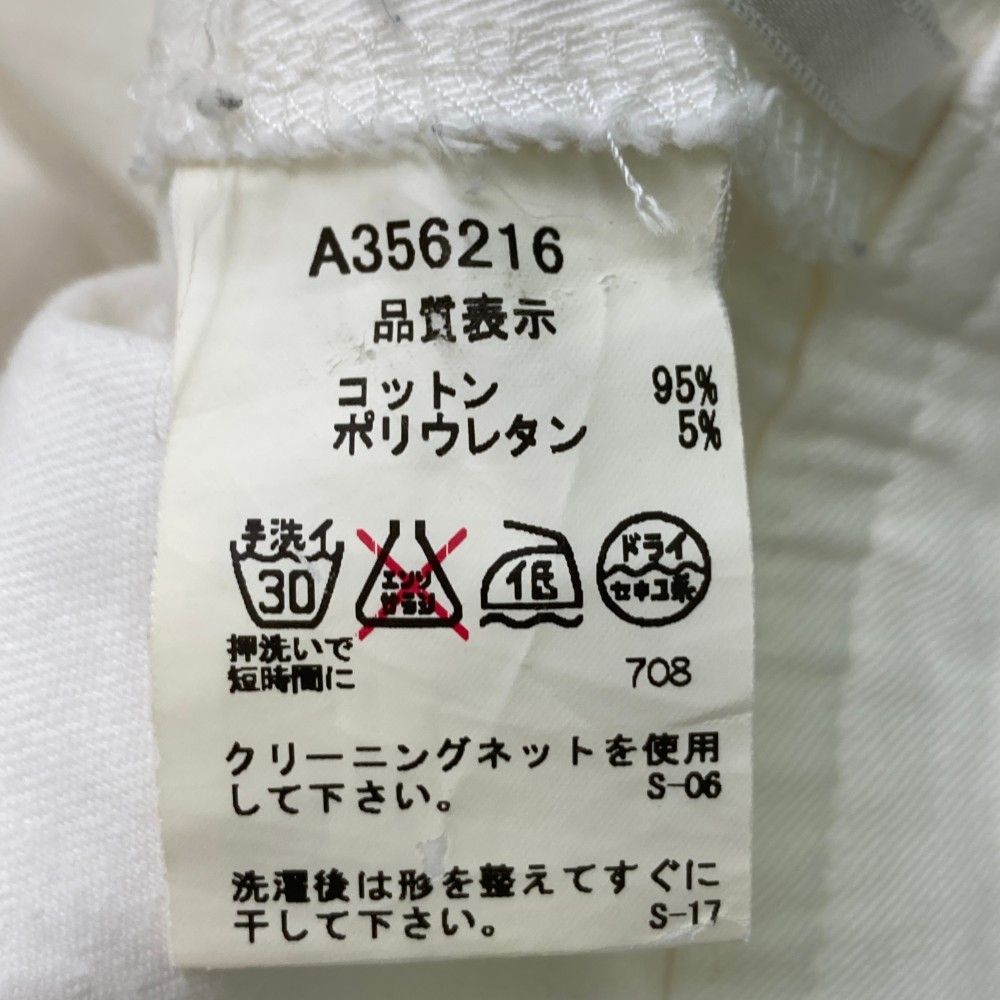 A356216
品質表示
コットン 95%
ポリウレタン 5%
手洗イ
30
エンソ
サラシ
低
ドライ
セキユ系
押洗いで
短時間に
708
クリーニングネットを使用
して下さい。 S-06
洗濯後は形を整えてすぐに
干して下さい。 S-17